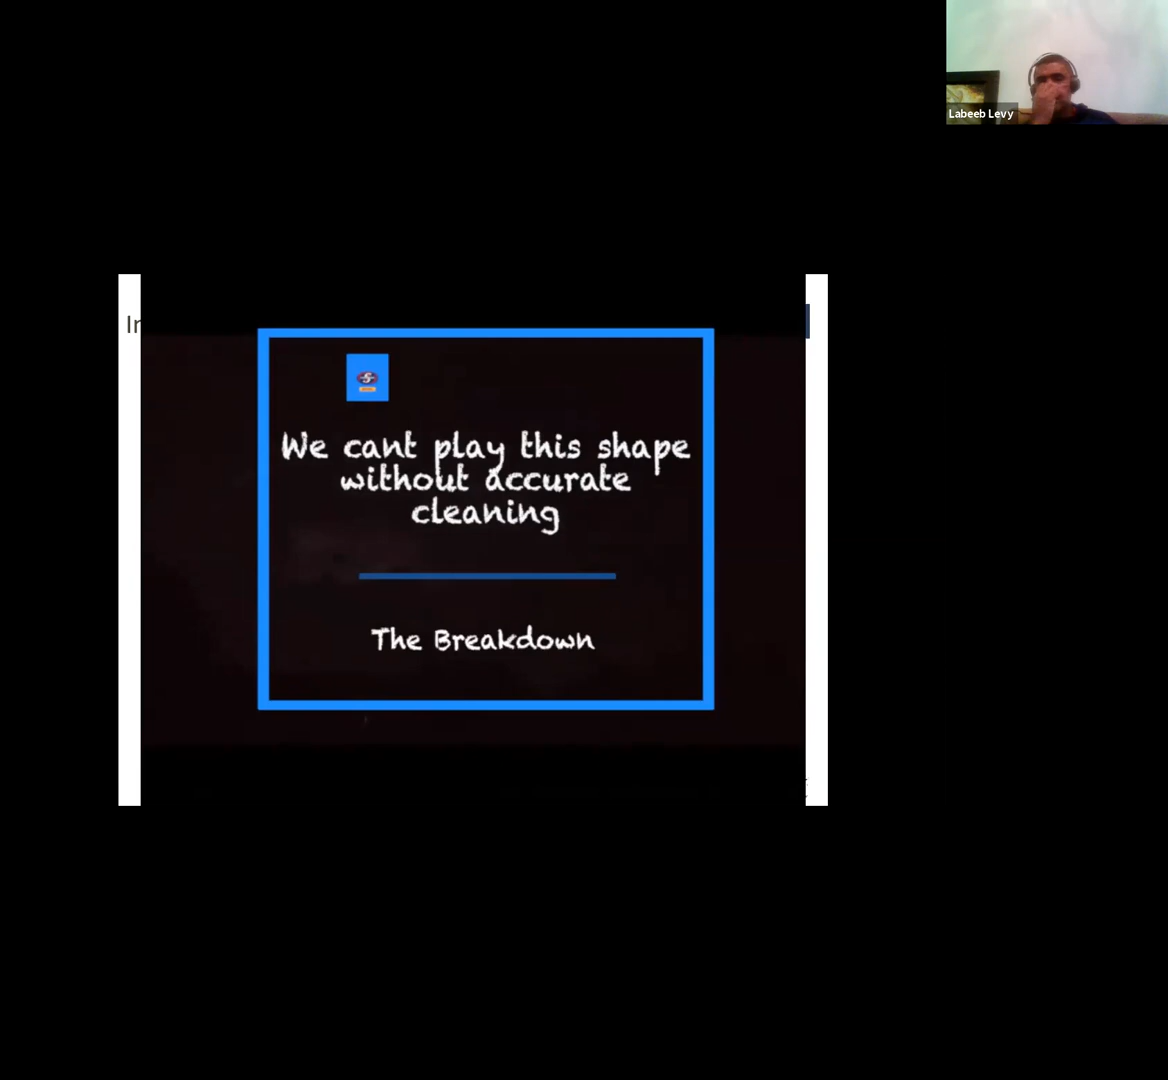 Labeeb Levy
We cant play this shape
without accurate
cleaning
The Breakdown